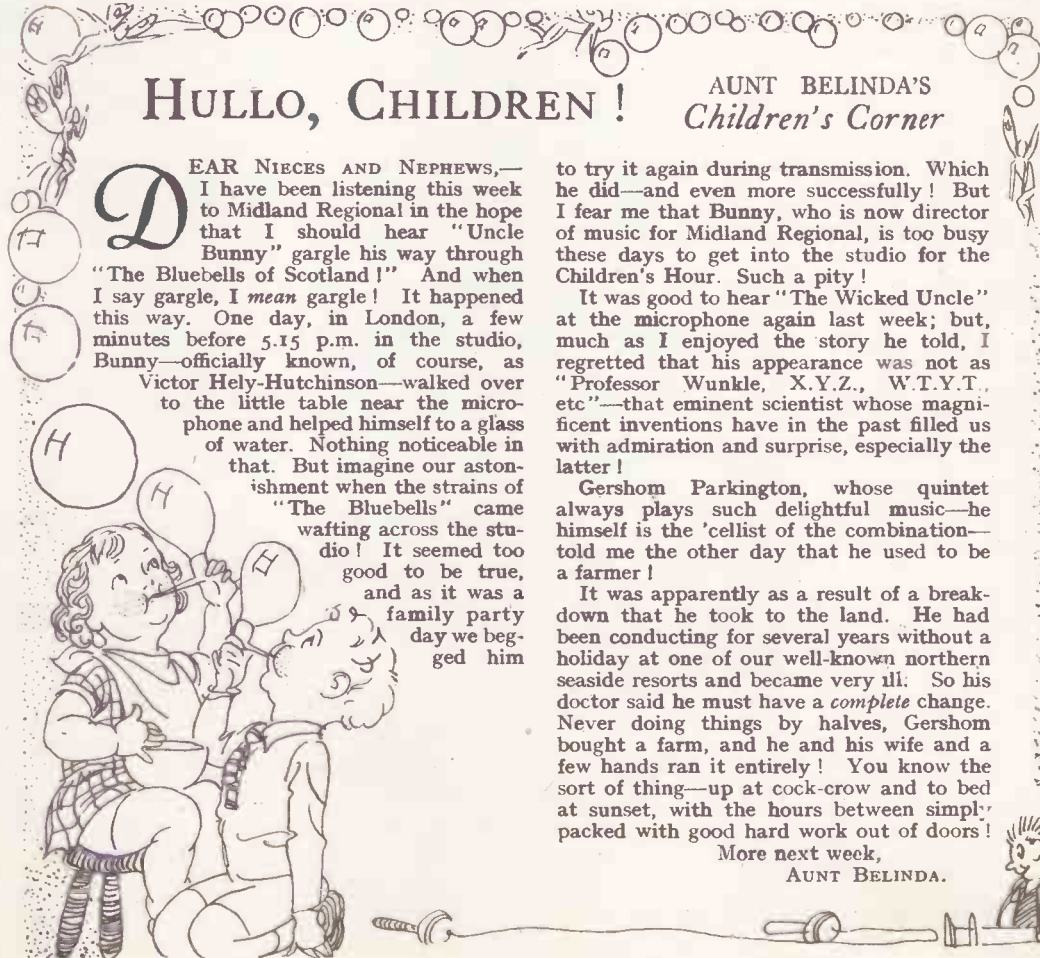 HULLO, CHILDREN !
AUNT BELINDA'S
Children's Corner
DEAR NIECES AND NEPHEWS,—
I have been listening this week
to Midland Regional in the hope
that I should hear "Uncle
Bunny" gargle his way through
"The Bluebells of Scotland !" And when
I say gargle, I mean gargle ! It happened
this way. One day, in London, a few
minutes before 5.15 p.m. in the studio,
Bunny—officially known, of course, as
Victor Hely-Hutchinson—walked over
to the little table near the micro-
phone and helped himself to a glass
of water. Nothing noticeable in
that. But imagine our aston-
ishment when the strains of
"The Bluebells" came
wafting across the stu-
dio ! It seemed too
good to be true,
and as it was a
family party
day we beg-
ged him
to try it again during transmission. Which
he did—and even more successfully ! But
I fear me that Bunny, who is now director
of music for Midland Regional, is too busy
these days to get into the studio for the
Children's Hour. Such a pity !
It was good to hear "The Wicked Uncle"
at the microphone again last week; but,
much as I enjoyed the story he told, I
regretted that his appearance was not as
"Professor Wunkle, X.Y.Z., W.T.Y.T.,
etc"—that eminent scientist whose magni-
ficent inventions have in the past filled us
with admiration and surprise, especially the
latter !
Gershom Parkington, whose quintet
always plays such delightful music—he
himself is the 'cellist of the combination—
told me the other day that he used to be
a farmer !
It was apparently as a result of a break-
down that he took to the land. He had
been conducting for several years without a
holiday at one of our well-known northern
seaside resorts and became very ill. So his
doctor said he must have a complete change.
Never doing things by halves, Gershom
bought a farm, and he and his wife and a
few hands ran it entirely ! You know the
sort of thing—up at cock-crow and to bed
at sunset, with the hours between simply
packed with good hard work out of doors !
More next week,
AUNT BELINDA.